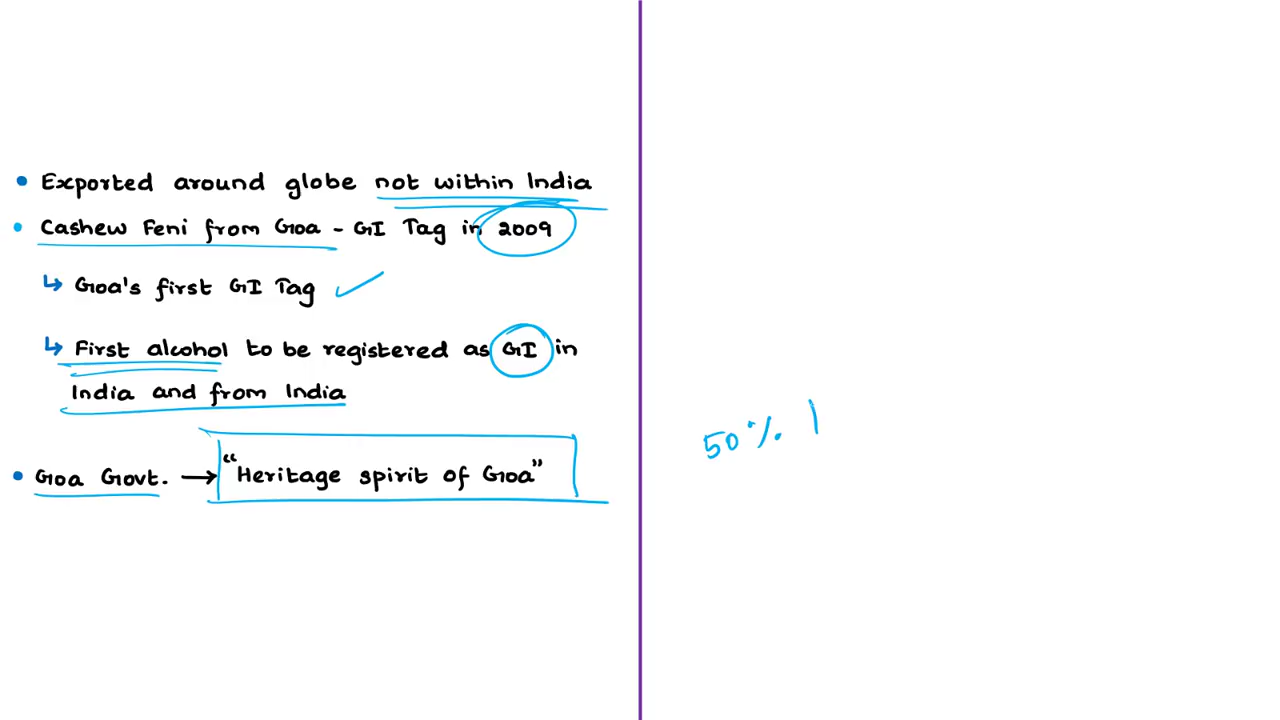 • Exported around globe not within India
• Cashew Feni from Goa - GI Tag in 2009
↳ Goa's first GI Tag
↳ First alcohol to be registered as GI in
India and from India
• Goa Govt. → "Heritage spirit of Goa"
50%